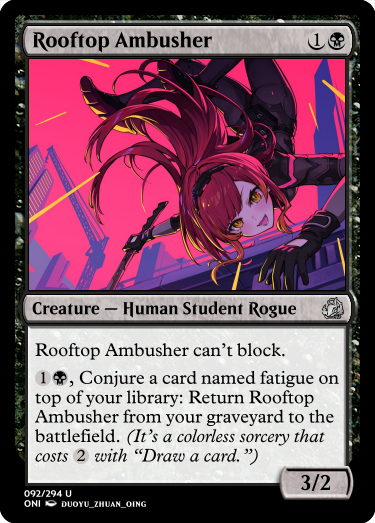 Rooftop Ambusher 1
Creature — Human Student Rogue
Rooftop Ambusher can't block.
1, Conjure a card named fatigue on
top of your library: Return Rooftop
Ambusher from your graveyard to the
battlefield. (It's a colorless sorcery that
costs 2 with “Draw a card.”)
3/2
092/294 U
ONI DUOYU_ZHUAN_QING